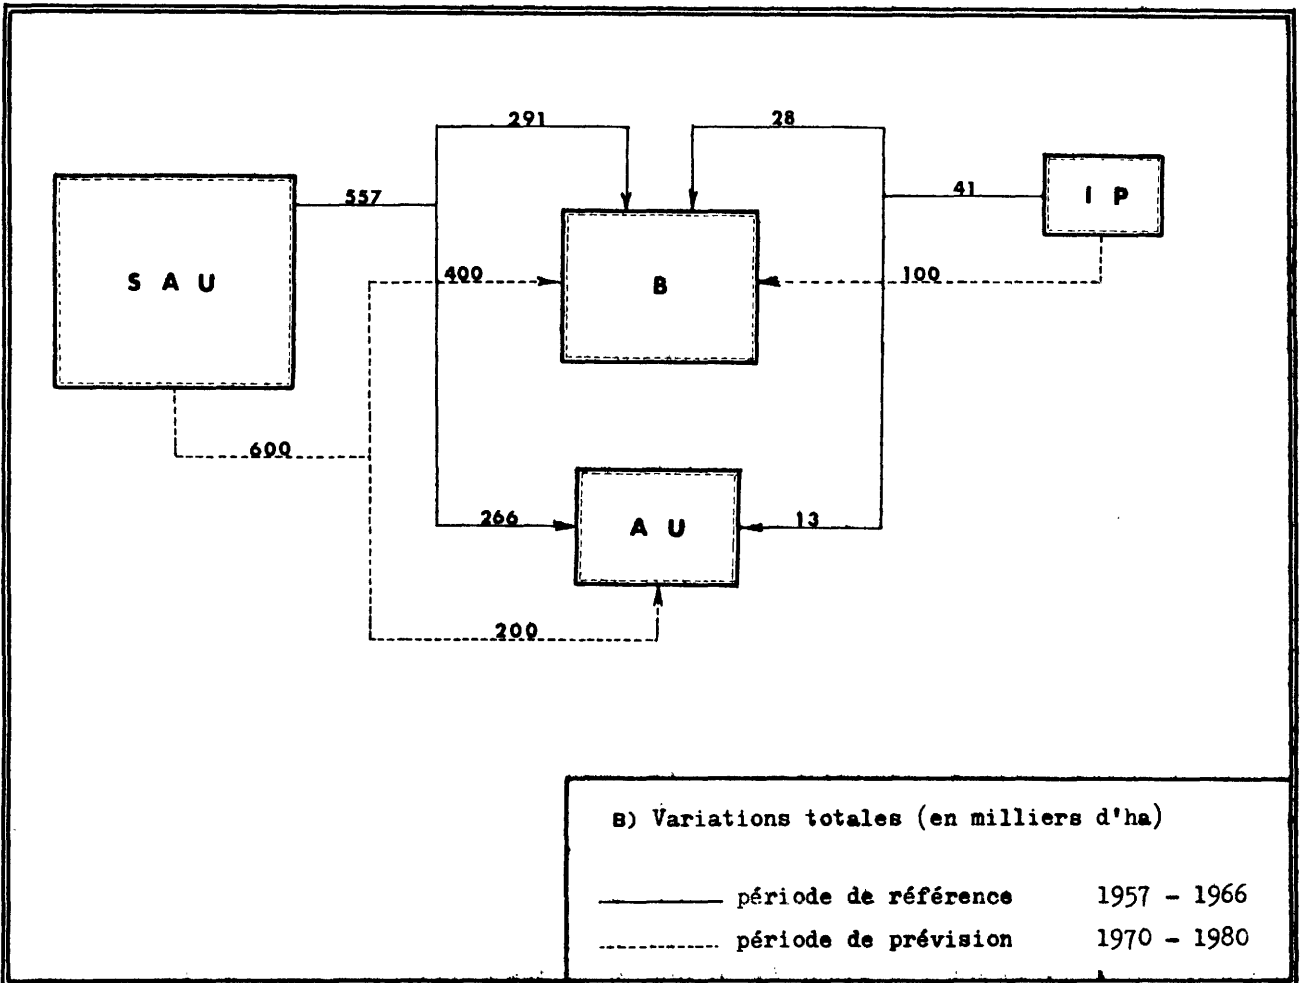 291
28
557
41
I P
S A U
400
B
100
600
266
A U
13
200
B) Variations totales (en milliers d'ha)
période de référence 1957 - 1966
période de prévision 1970 - 1980